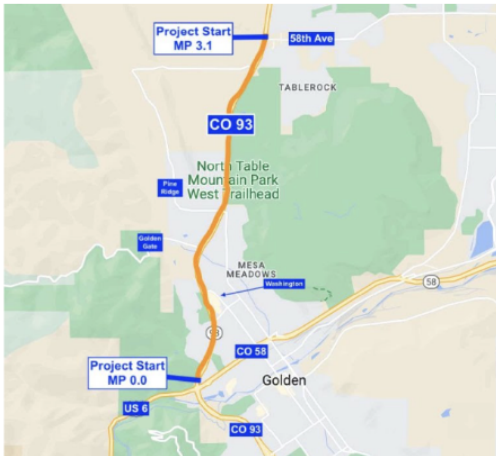 Project Start
MP 3.1
58th Ave
TABLEROCK
CO 93
North Table
Mountain Park
West Trailhead
Pine
Ridge
Golden
Gate
MESA
MEADOWS
Washington
58
93
CO 58
Project Start
MP 0.0
Golden
US 6
CO 93